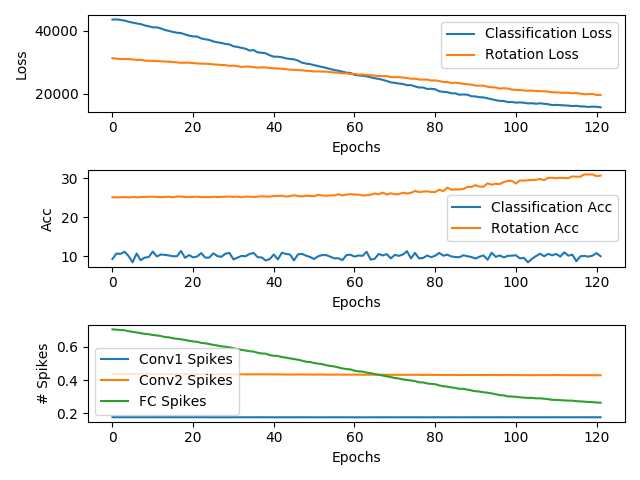 40000
20000
Loss
Classification Loss
Rotation Loss
0 20 40 60 80 100 120
Epochs
30
20
10
Acc
Classification Acc
Rotation Acc
0 20 40 60 80 100 120
Epochs
0.6
0.4
0.2
# Spikes
Conv1 Spikes
Conv2 Spikes
FC Spikes
0 20 40 60 80 100 120
Epochs